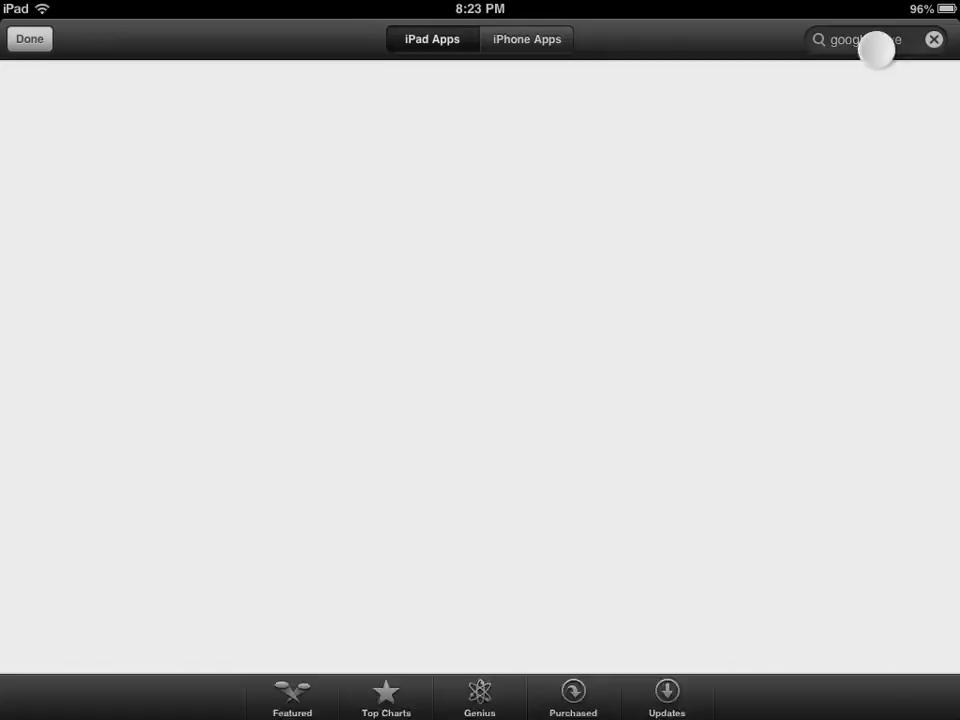 iPad 8:23 PM 96%
Done iPad Apps iPhone Apps
Featured Top Charts Genius Purchased Updates